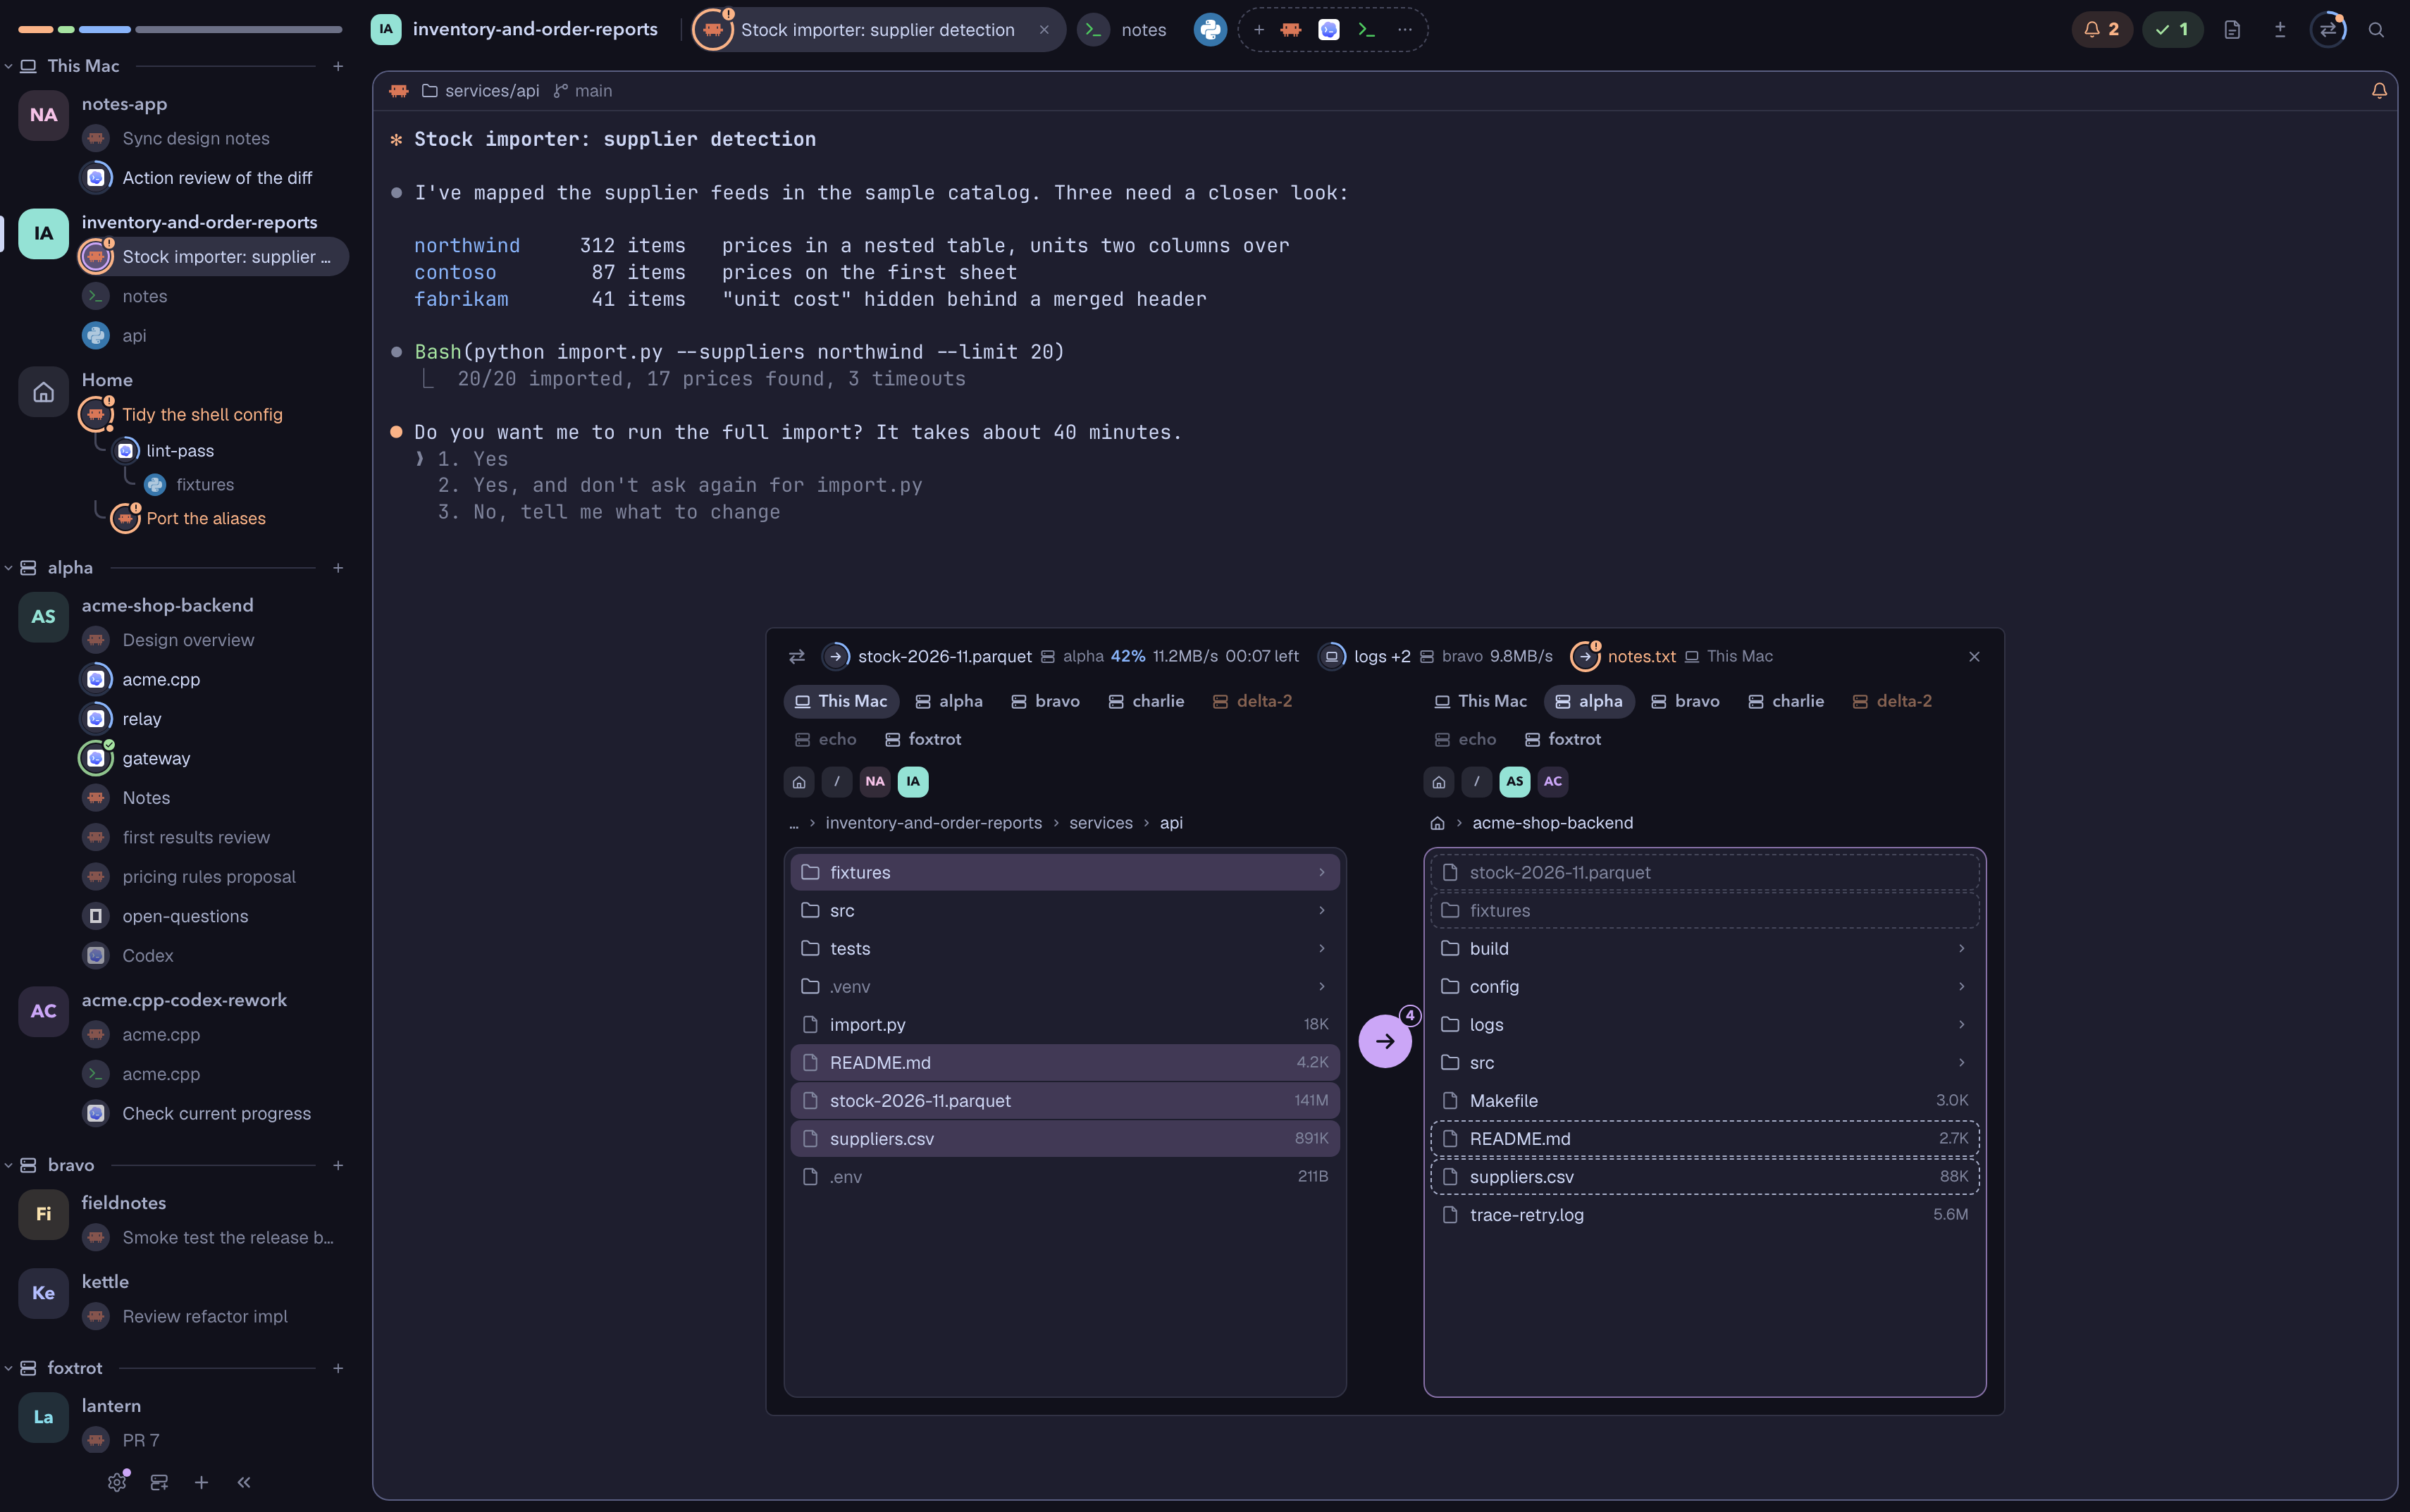 This Mac
NA
notes-app
Sync design notes
Action review of the diff
IA
inventory-and-order-reports
Stock importer: supplier ...
notes
api
Home
Tidy the shell config
lint-pass
fixtures
Port the aliases
alpha
AS
acme-shop-backend
Design overview
acme.cpp
relay
gateway
Notes
first results review
pricing rules proposal
open-questions
Codex
AC
acme.cpp-codex-rework
acme.cpp
acme.cpp
Check current progress
bravo
Fi
fieldnotes
Smoke test the release b...
Ke
kettle
Review refactor impl
foxtrot
La
lantern
PR 7
IA inventory-and-order-reports Stock importer: supplier detection notes 2 1
services/api main
Stock importer: supplier detection
I've mapped the supplier feeds in the sample catalog. Three need a closer look:
northwind 312 items prices in a nested table, units two columns over
contoso 87 items prices on the first sheet
fabrikam 41 items "unit cost" hidden behind a merged header
Bash(python import.py --suppliers northwind --limit 20)
20/20 imported, 17 prices found, 3 timeouts
Do you want me to run the full import? It takes about 40 minutes.
❯ 1. Yes
2. Yes, and don't ask again for import.py
3. No, tell me what to change
stock-2026-11.parquet alpha 42% 11.2MB/s 00:07 left logs +2 bravo 9.8MB/s notes.txt This Mac
This Mac alpha bravo charlie delta-2
echo foxtrot
/ NA IA
... › inventory-and-order-reports › services › api
fixtures
src
tests
.venv
import.py 18K
README.md 4.2K
stock-2026-11.parquet 141M
suppliers.csv 891K
.env 211B
4
This Mac alpha bravo charlie delta-2
echo foxtrot
/ AS AC
› acme-shop-backend
stock-2026-11.parquet
fixtures
build
config
logs
src
Makefile 3.0K
README.md 2.7K
suppliers.csv 88K
trace-retry.log 5.6M